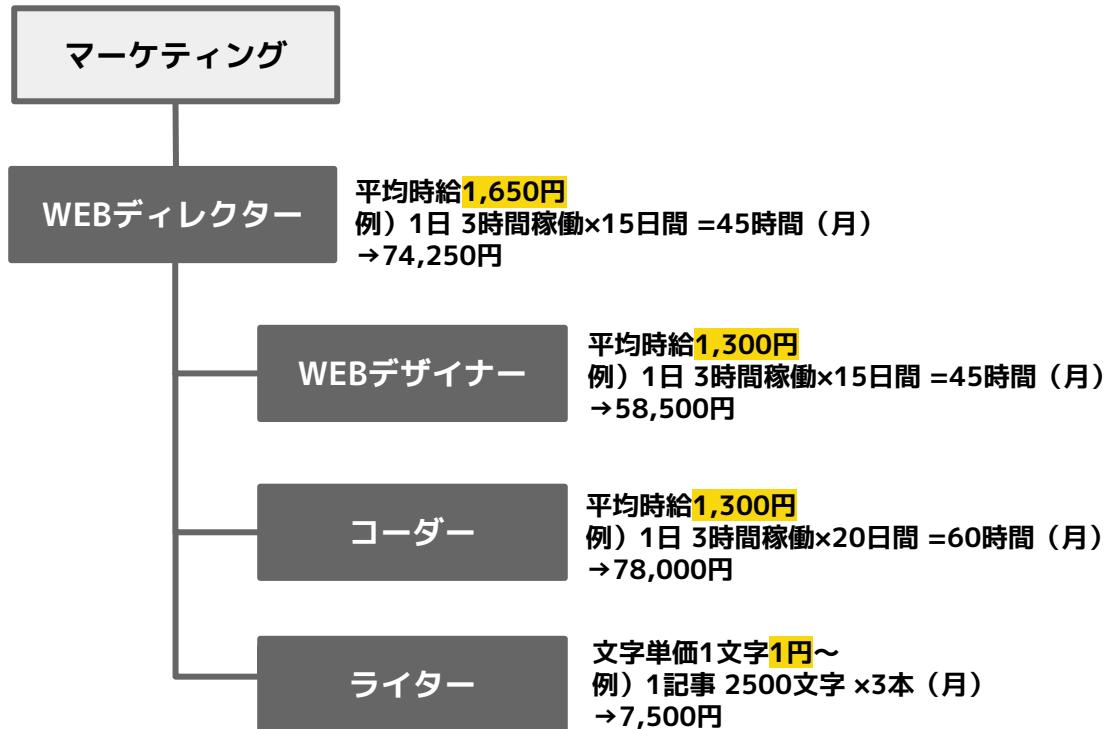 マーケティング
WEBディレクター
平均時給1,650円
例）1日 3時間稼働×15日間 =45時間（月）
→74,250円
WEBデザイナー
平均時給1,300円
例）1日 3時間稼働×15日間 =45時間（月）
→58,500円
コーダー
平均時給1,300円
例）1日 3時間稼働×20日間 =60時間（月）
→78,000円
ライター
文字単価1文字1円～
例）1記事 2500文字 ×3本（月）
→7,500円